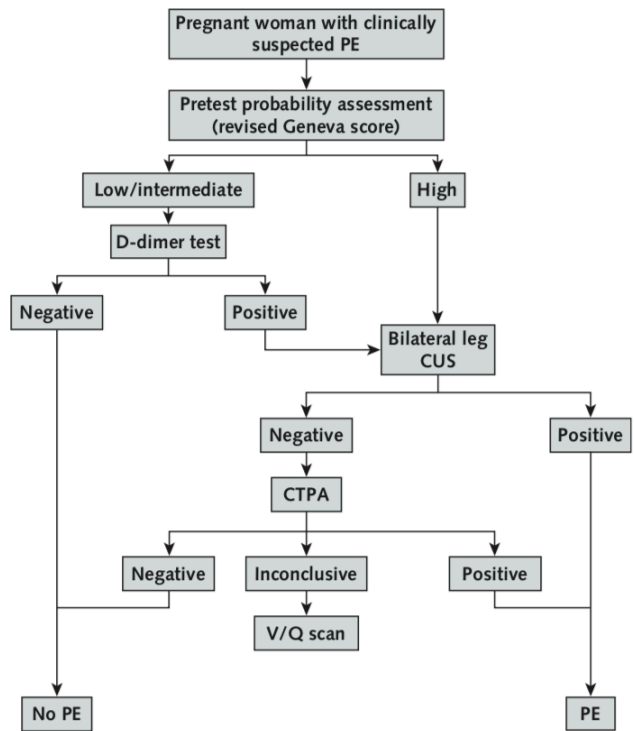 Pregnant woman with clinically
suspected PE
Pretest probability assessment
(revised Geneva score)
Low/intermediate
High
D-dimer test
Negative
Positive
Bilateral leg
CUS
Negative
Positive
CTPA
Negative
Inconclusive
Positive
V/Q scan
No PE
PE